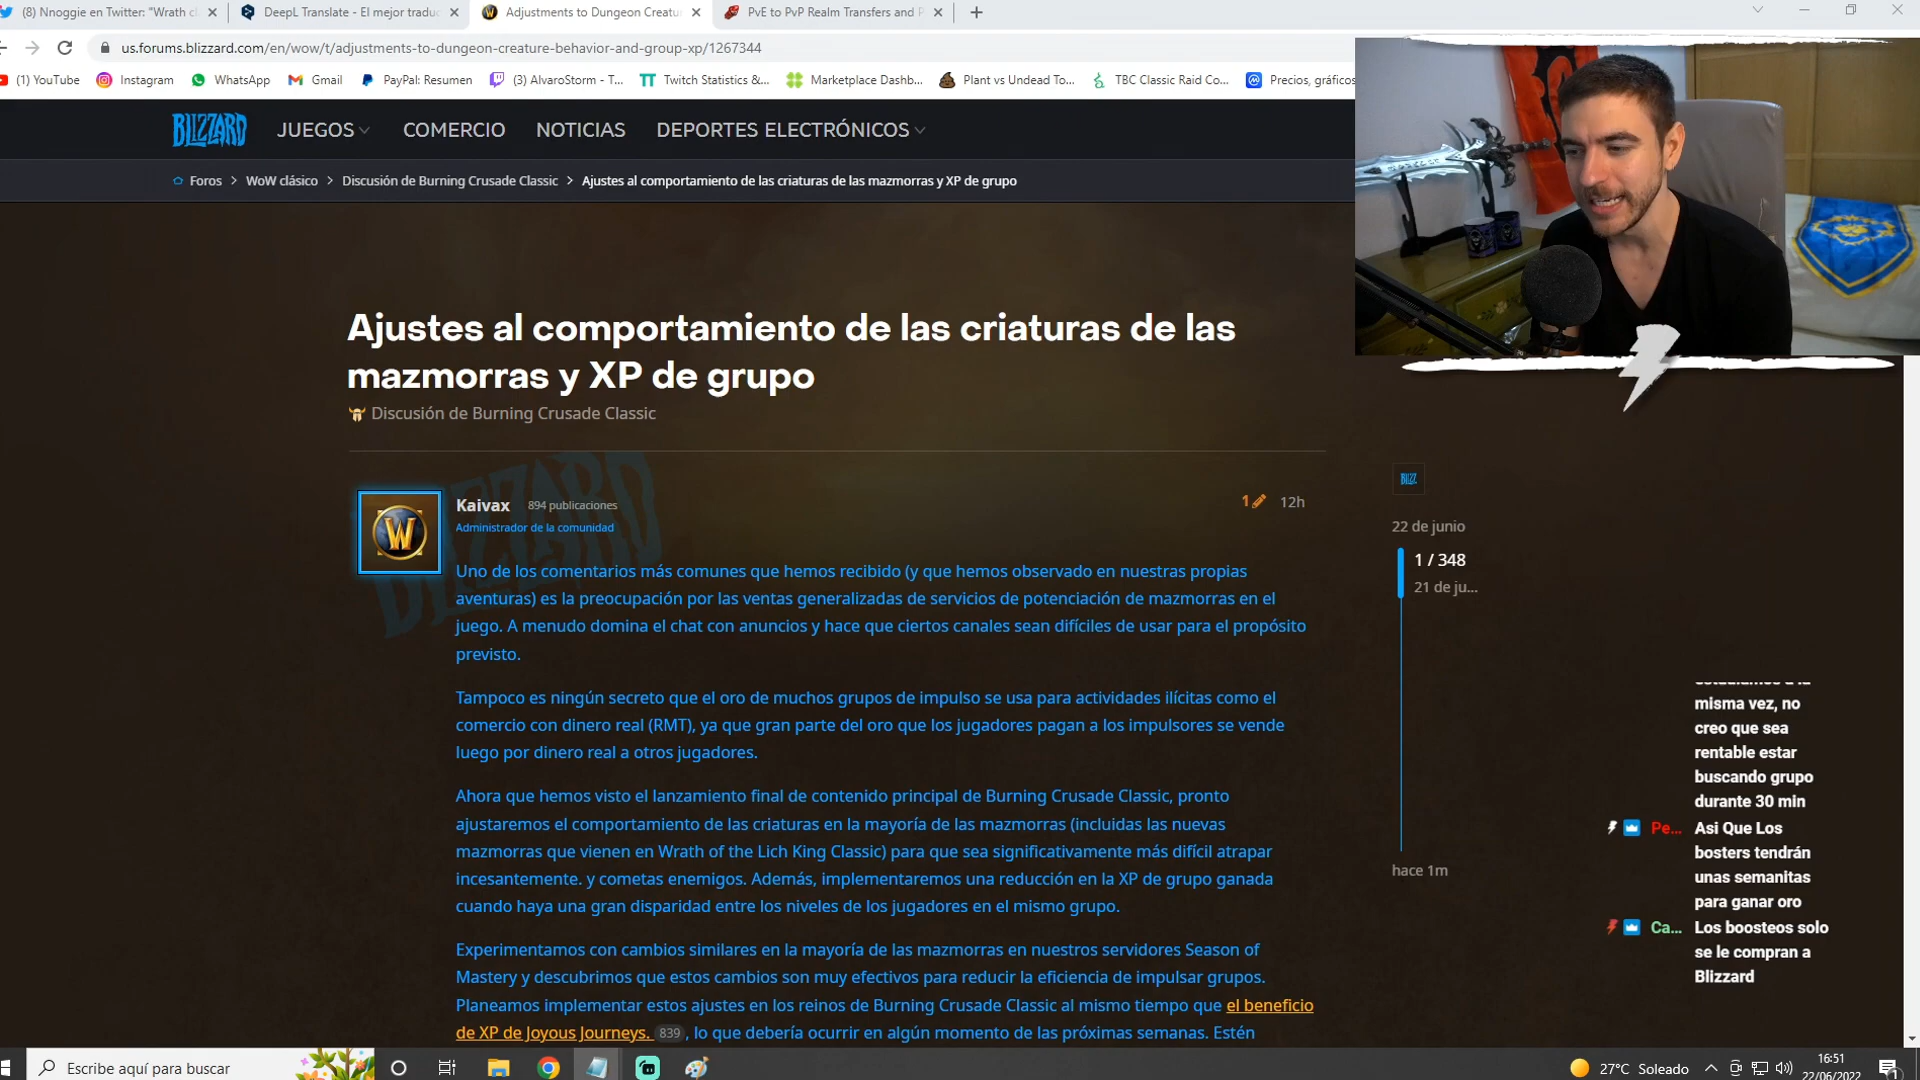 (8) Nnoggie en Twitter: "Wrath cl
DeepL Translate - El mejor traduc
Adjustments to Dungeon Creatu
PvE to PvP Realm Transfers and
us.forums.blizzard.com/en/wow/t/adjustments-to-dungeon-creature-behavior-and-group-xp/1267344
(1) YouTube
Instagram
WhatsApp
Gmail
PayPal: Resumen
(3) AlvaroStorm - T...
Twitch Statistics &...
Marketplace Dashb...
Plant vs Undead To...
TBC Classic Raid Co...
Precios, gráficos
BLIZZARD
JUEGOS
COMERCIO
NOTICIAS
DEPORTES ELECTRÓNICOS
Foros > WoW clásico > Discusión de Burning Crusade Classic > Ajustes al comportamiento de las criaturas de las mazmorras y XP de grupo
Ajustes al comportamiento de las criaturas de las
mazmorras y XP de grupo
Discusión de Burning Crusade Classic
Kaivax 894 publicaciones
1 12h
Administrador de la comunidad
Uno de los comentarios más comunes que hemos recibido (y que hemos observado en nuestras propias
aventuras) es la preocupación por las ventas generalizadas de servicios de potenciación de mazmorras en el
juego. A menudo domina el chat con anuncios y hace que ciertos canales sean difíciles de usar para el propósito
previsto.
Tampoco es ningún secreto que el oro de muchos grupos de impulso se usa para actividades ilícitas como el
comercio con dinero real (RMT), ya que gran parte del oro que los jugadores pagan a los impulsores se vende
luego por dinero real a otros jugadores.
Ahora que hemos visto el lanzamiento final de contenido principal de Burning Crusade Classic, pronto
ajustaremos el comportamiento de las criaturas en la mayoría de las mazmorras (incluidas las nuevas
mazmorras que vienen en Wrath of the Lich King Classic) para que sea significativamente más difícil atrapar
incesantemente. y cometas enemigos. Además, implementaremos una reducción en la XP de grupo ganada
cuando haya una gran disparidad entre los niveles de los jugadores en el mismo grupo.
Experimentamos con cambios similares en la mayoría de las mazmorras en nuestros servidores Season of
Mastery y descubrimos que estos cambios son muy efectivos para reducir la eficiencia de impulsar grupos.
Planeamos implementar estos ajustes en los reinos de Burning Crusade Classic al mismo tiempo que el beneficio
de XP de Joyous Journeys. 839 , lo que debería ocurrir en algún momento de las próximas semanas. Estén
BLIZZARD
BLIZZ
22 de junio
1 / 348
21 de ju...
hace 1m
misma vez, no
creo que sea
rentable estar
buscando grupo
durante 30 min
Pe... Asi Que Los
bosters tendrán
unas semanitas
para ganar oro
Ca... Los boosteos solo
se le compran a
Blizzard
Escribe aquí para buscar
27°C Soleado
16:51
22/06/2022
1